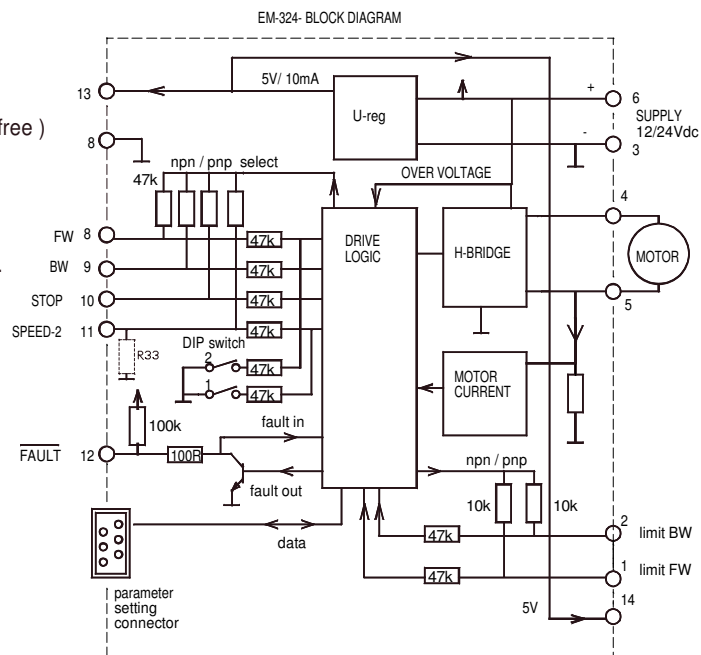 EM-324- BLOCK DIAGRAM
free )
13
5V/ 10mA
U-reg
+
6
SUPPLY
12/24Vdc
-
3
8
npn / pnp select
47k
OVER VOLTAGE
4
FW 8
47k
DRIVE
LOGIC
H-BRIDGE
MOTOR
BW 9
47k
STOP 10
47k
5
SPEED-2 11
47k
R33
DIP switch
2
47k
1
47k
MOTOR
CURRENT
100k
fault in
FAULT 12
100R
npn / pnp
fault out
10k
10k
data
47k
2 limit BW
47k
1 limit FW
parameter
setting
connector
5V
14